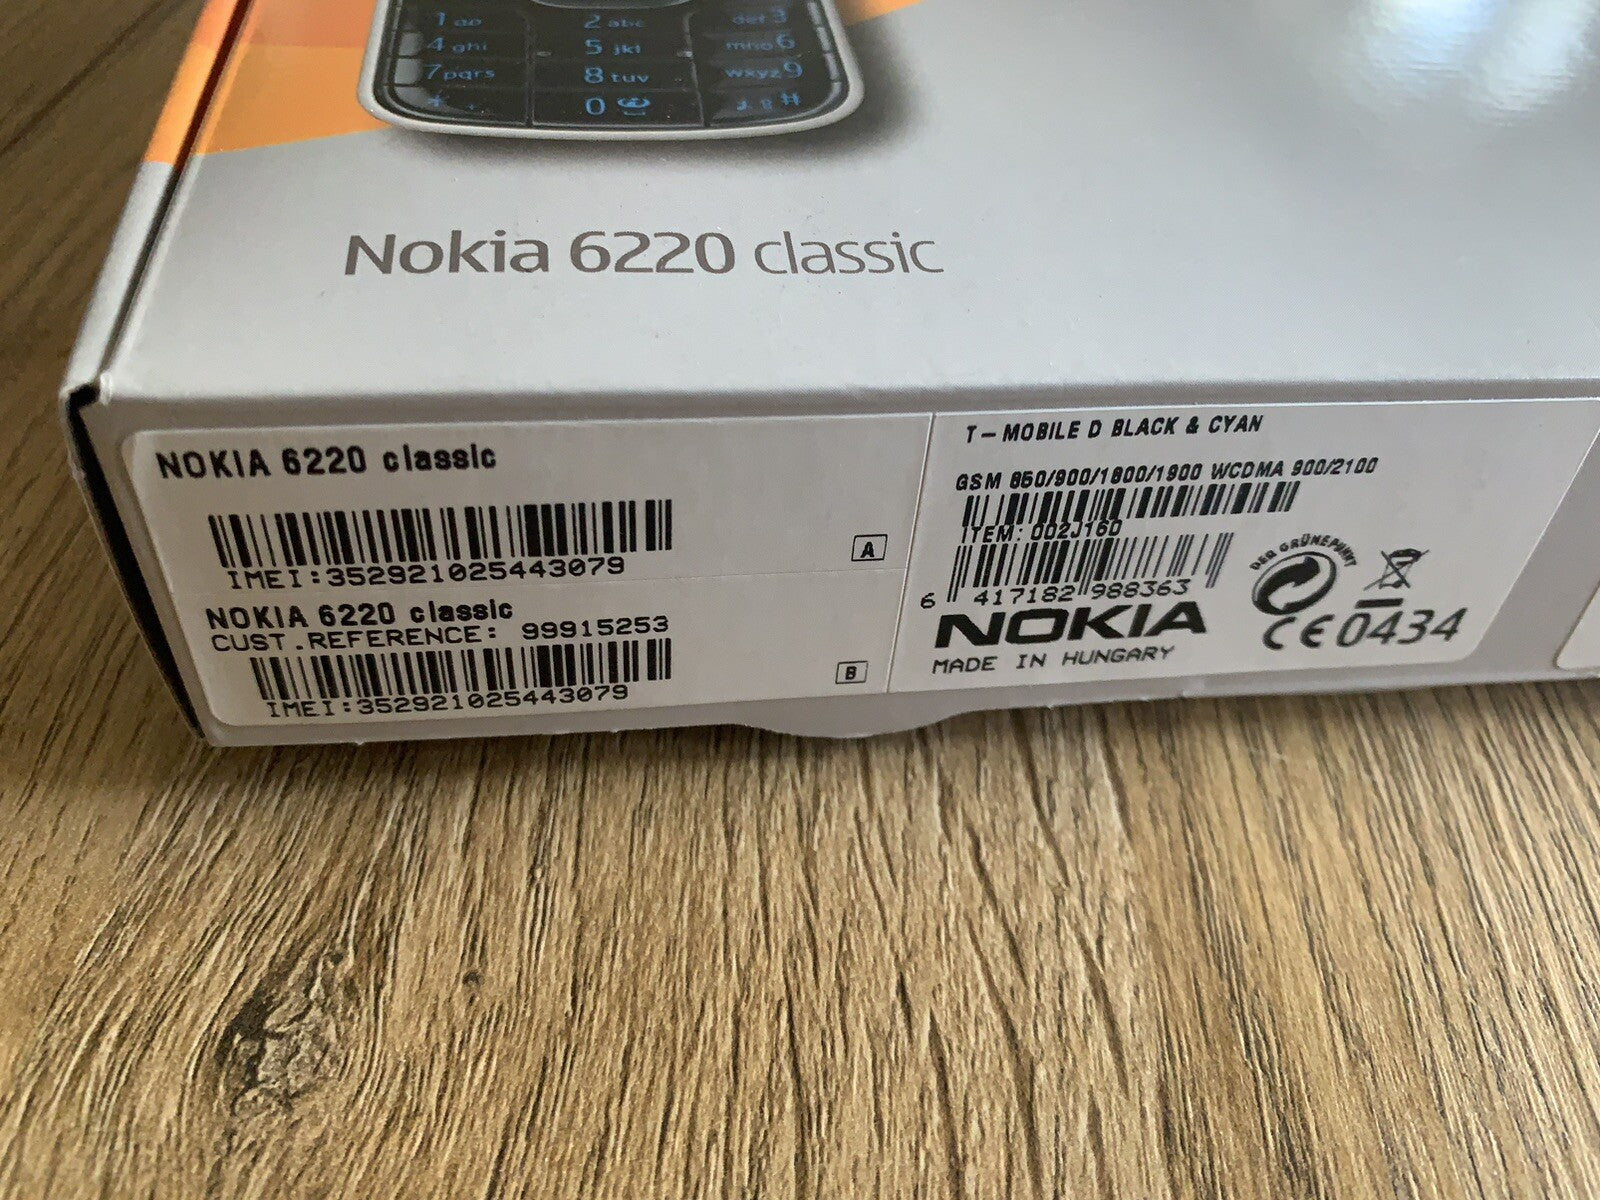 1 ao
2 abc
def 3
4 ghi
5 jkl
mno 6
7 pqrs
8 tuv
wxyz 9
* +
0
#
Nokia 6220 classic
NOKIA 6220 classic
IMEI:352921025443079
A
NOKIA 6220 classic
CUST.REFERENCE: 99915253
IMEI:352921025443079
B
T-MOBILE D BLACK & CYAN
GSM 850/900/1800/1900 WCDMA 900/2100
ITEM: 002J160
6 417182 988363
NOKIA
MADE IN HUNGARY
DER GRÜNE PUNKT
CE0434